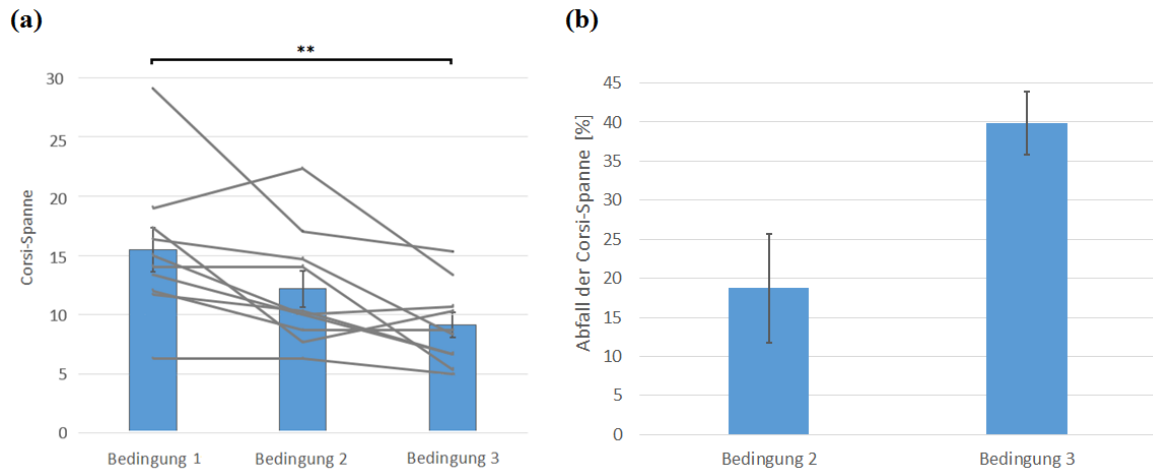 (a)
**
Corsi-Spanne
30
25
20
15
10
5
0
Bedingung 1
Bedingung 2
Bedingung 3
(b)
Abfall der Corsi-Spanne [%]
45
40
35
30
25
20
15
10
5
0
Bedingung 2
Bedingung 3